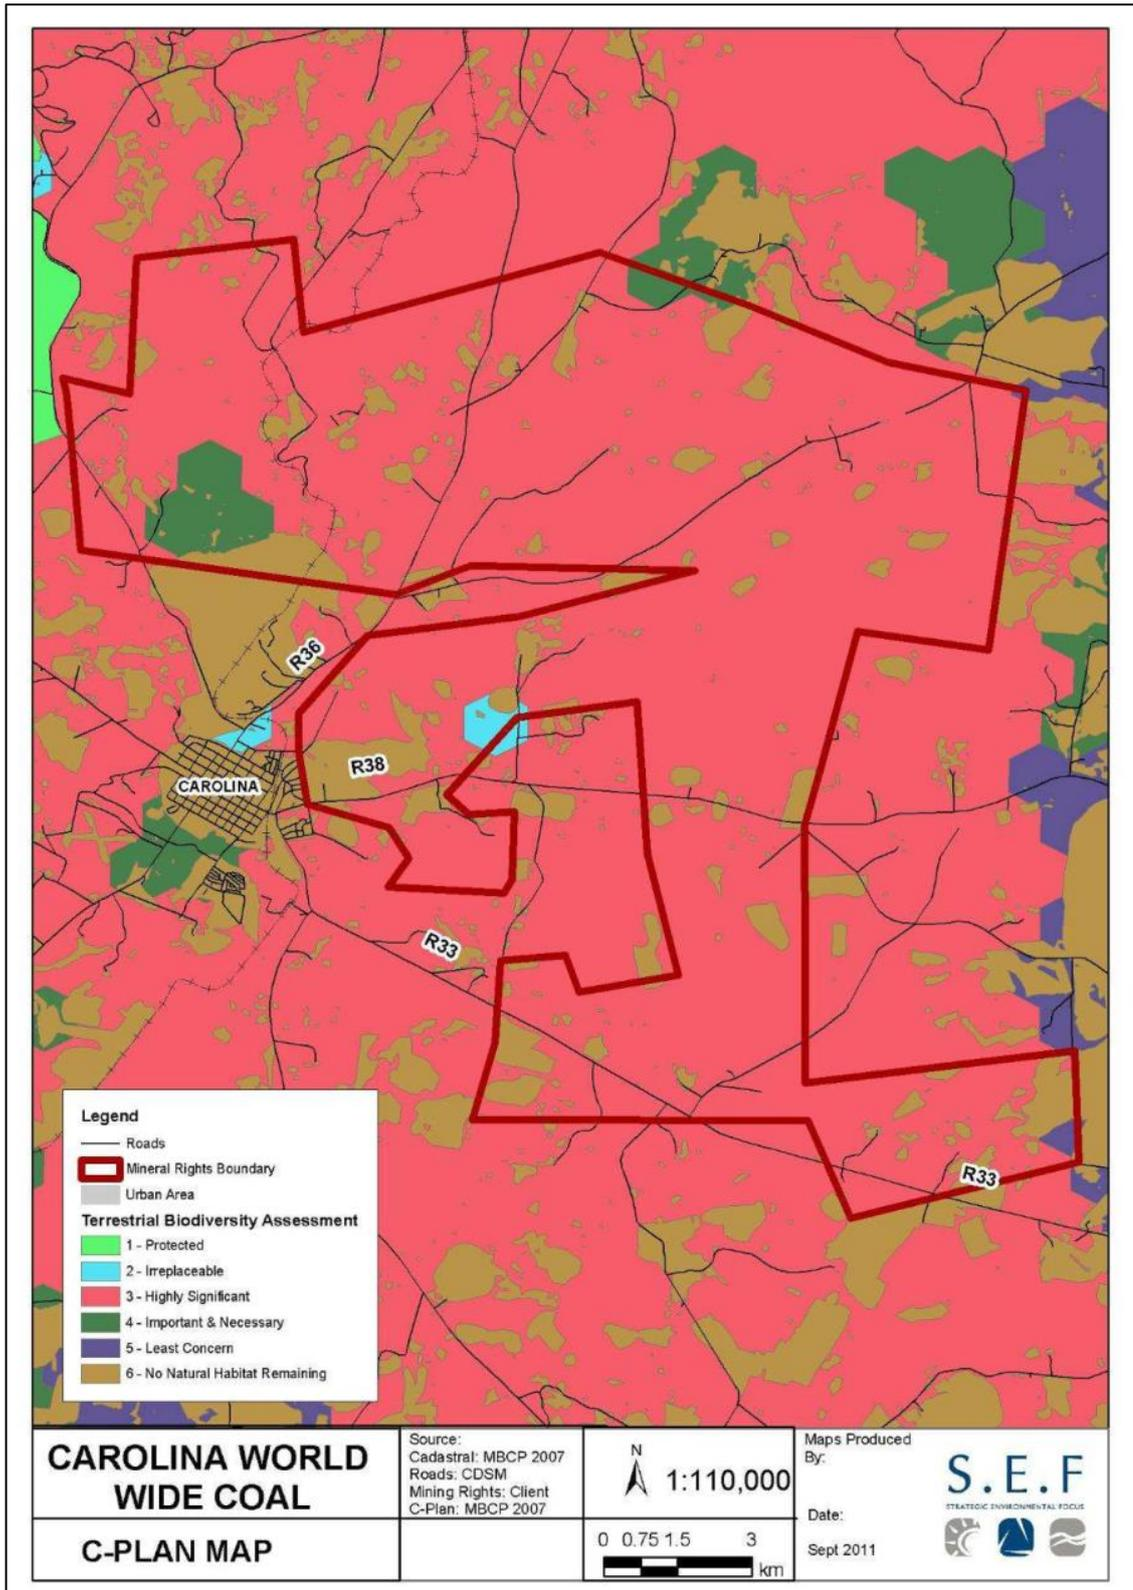 R36
R38
CAROLINA
R33
R33
Legend
Roads
Mineral Rights Boundary
Urban Area
Terrestrial Biodiversity Assessment
1 - Protected
2 - Irreplaceable
3 - Highly Significant
4 - Important & Necessary
5 - Least Concern
6 - No Natural Habitat Remaining
CAROLINA WORLD
WIDE COAL
C-PLAN MAP
Source:
Cadastral: MBCP 2007
Roads: CDSM
Mining Rights: Client
C-Plan: MBCP 2007
N
1:110,000
0 0.75 1.5 3
km
Maps Produced
By:
Date:
Sept 2011
S.E.F
STRATEGIC ENVIRONMENTAL FOCUS